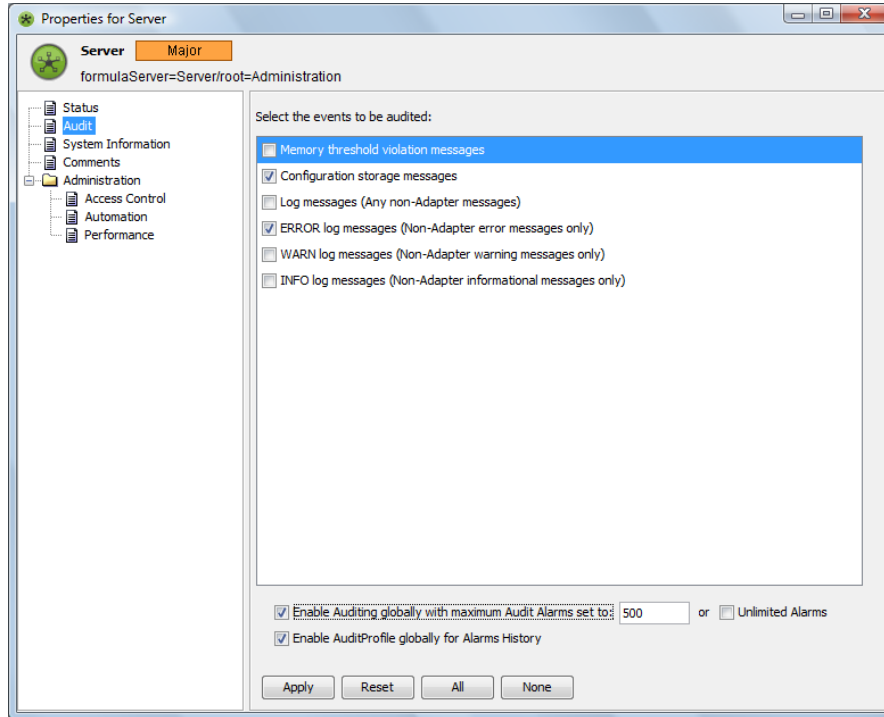 Properties for Server
Server Major
formulaServer=Server/root=Administration
Status
Audit
System Information
Comments
Administration
Access Control
Automation
Performance
Select the events to be audited:
Memory threshold violation messages
Configuration storage messages
Log messages (Any non-Adapter messages)
ERROR log messages (Non-Adapter error messages only)
WARN log messages (Non-Adapter warning messages only)
INFO log messages (Non-Adapter informational messages only)
Enable Auditing globally with maximum Audit Alarms set to: 500 or Unlimited Alarms
Enable AuditProfile globally for Alarms History
Apply Reset All None